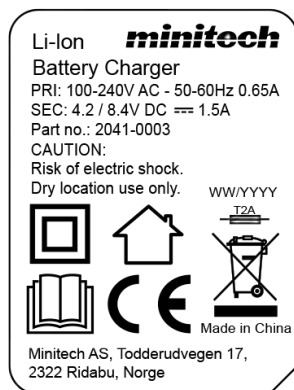 Li-Ion minitech
Battery Charger
PRI: 100-240V AC - 50-60Hz 0.65A
SEC: 4.2 / 8.4V DC ⎓ 1.5A
Part no.: 2041-0003
CAUTION:
Risk of electric shock.
Dry location use only.
WW/YYYY
T2A
CE
Made in China
Minitech AS, Todderudvegen 17,
2322 Ridabu, Norge